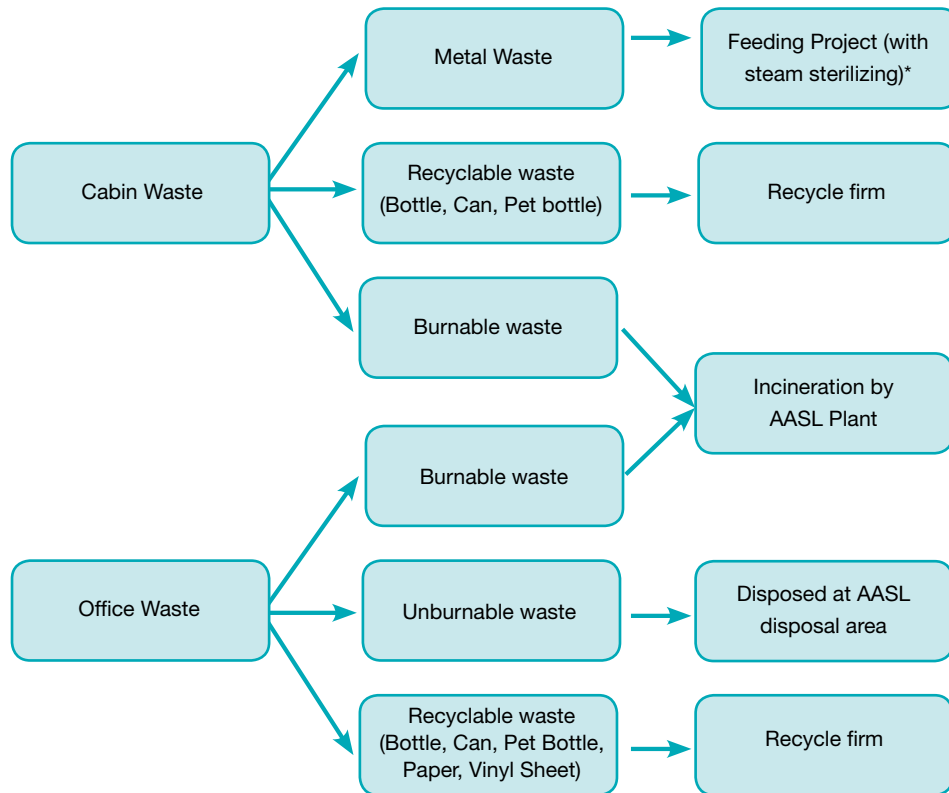 Metal Waste
Feeding Project (with
steam sterilizing)*
Cabin Waste
Recyclable waste
(Bottle, Can, Pet bottle)
Recycle firm
Burnable waste
Incineration by
AASL Plant
Burnable waste
Office Waste
Unburnable waste
Disposed at AASL
disposal area
Recyclable waste
(Bottle, Can, Pet Bottle,
Paper, Vinyl Sheet)
Recycle firm